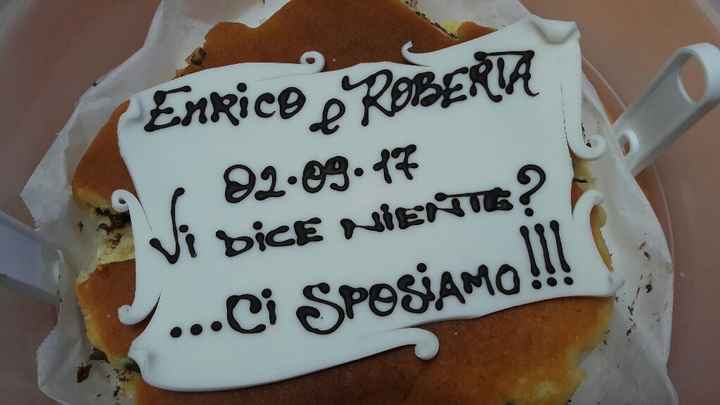 ENRICO e ROBERTA
02.09.17
Vi DiCE NIENTE?
...Ci SPOSiAMO!!!